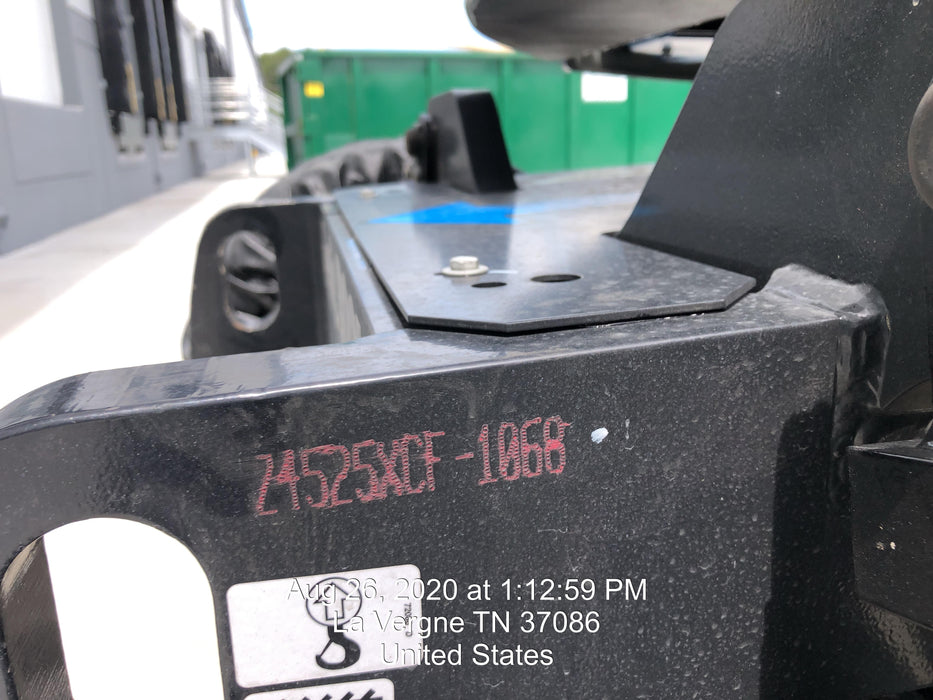 24525XCF-1068
Aug 26, 2020 at 1:12:59 PM
La Vergne TN 37086
United States